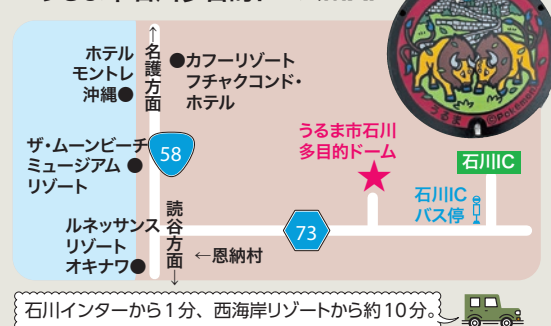 ↑名護方面
ホテル
モントレ
沖縄●
●カフーリゾート
フチャクコンド・
ホテル
ザ・ムーンビーチ
ミュージアム ●
リゾート
58
うるま市石川
多目的ドーム
石川IC
石川IC
バス停
ルネッサンス
リゾート
オキナワ●
読谷方面↓
←恩納村
73
うるま
©Pokémon
石川インターから1分、西海岸リゾートから約10分。